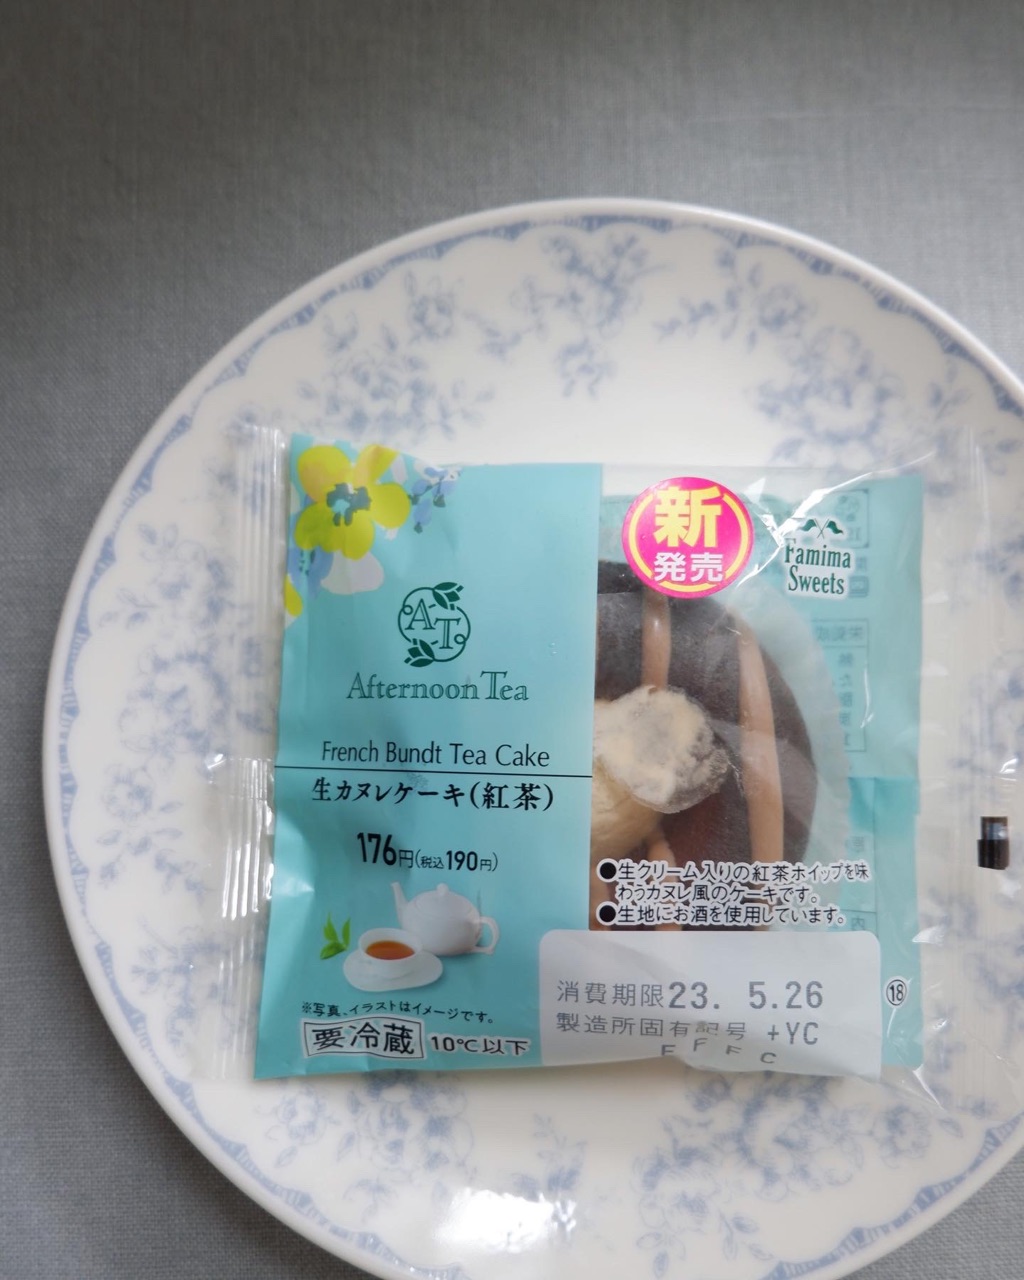 新
発売
Famima
Sweets
AT
Afternoon Tea
French Bundt Tea Cake
生カヌレケーキ(紅茶)
176円(税込190円)
●生クリーム入りの紅茶ホイップを味
わうカヌレ風のケーキです。
●生地にお酒を使用しています。
※写真、イラストはイメージです。
要冷蔵 10℃以下
消費期限23. 5.26
製造所固有記号 +YC
18